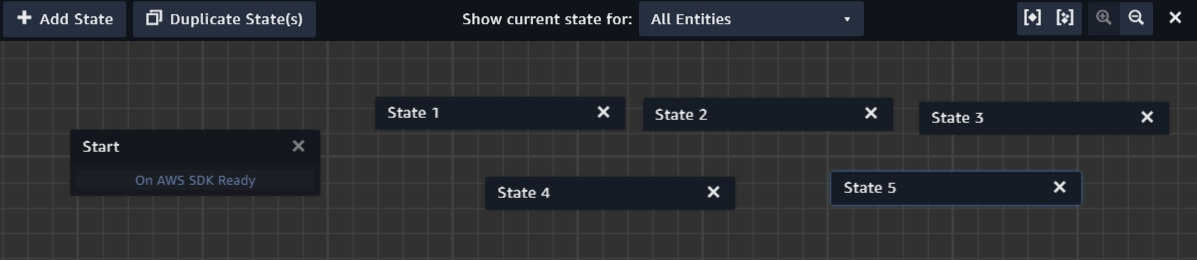 Add State
Duplicate State(s)
Show current state for:
All Entities
State 1
State 2
State 3
Start
On AWS SDK Ready
State 4
State 5